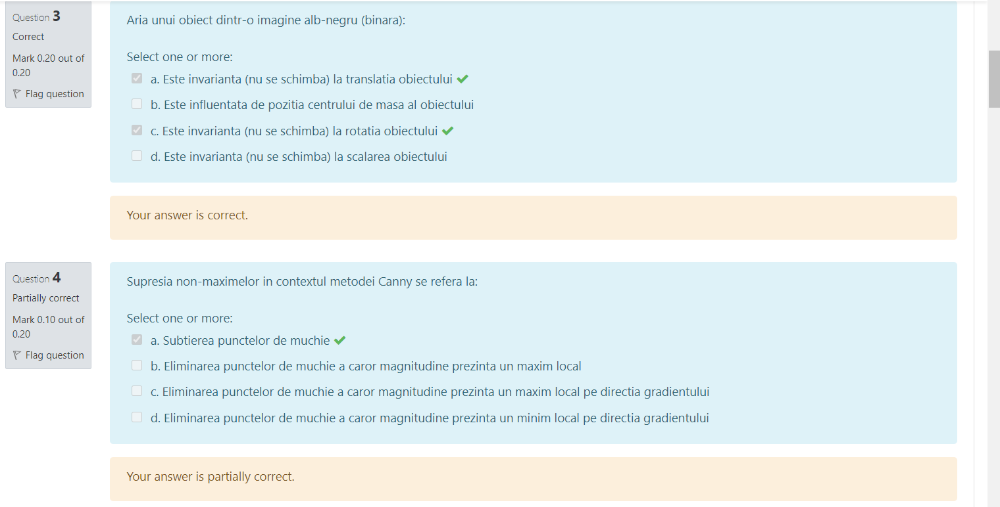 Question 3
Correct
Mark 0.20 out of
0.20
Flag question
Aria unui obiect dintr-o imagine alb-negru (binara):
Select one or more:
a. Este invarianta (nu se schimba) la translatia obiectului
b. Este influentata de pozitia centrului de masa al obiectului
c. Este invarianta (nu se schimba) la rotatia obiectului
d. Este invarianta (nu se schimba) la scalarea obiectului
Your answer is correct.
Question 4
Partially correct
Mark 0.10 out of
0.20
Flag question
Supresia non-maximelor in contextul metodei Canny se refera la:
Select one or more:
a. Subtierea punctelor de muchie
b. Eliminarea punctelor de muchie a caror magnitudine prezinta un maxim local
c. Eliminarea punctelor de muchie a caror magnitudine prezinta un maxim local pe directia gradientului
d. Eliminarea punctelor de muchie a caror magnitudine prezinta un minim local pe directia gradientului
Your answer is partially correct.